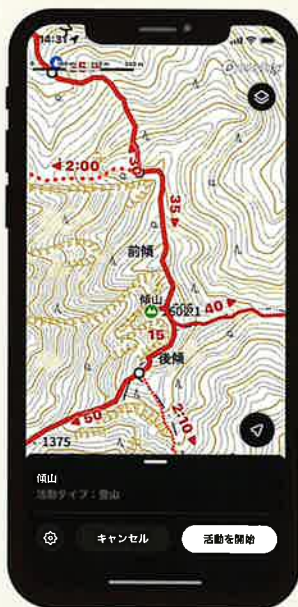 14:31
◀2:00
30
35▶
前傾
傾山
1602.1
40▶
15
後傾
◀50
2:10▶
1375
傾山
活動タイプ：登山
キャンセル
活動を開始